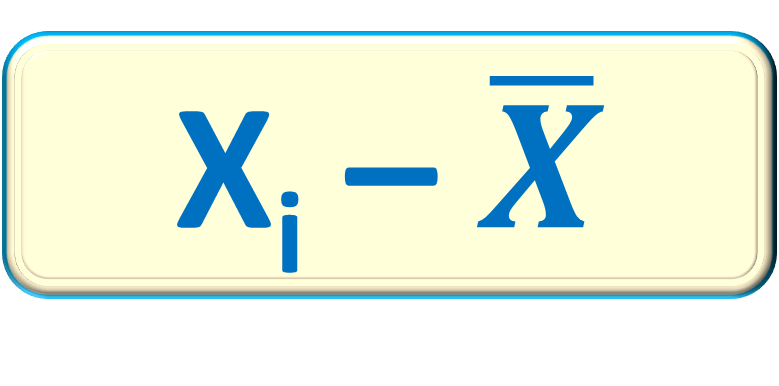 Xᵢ – X̅